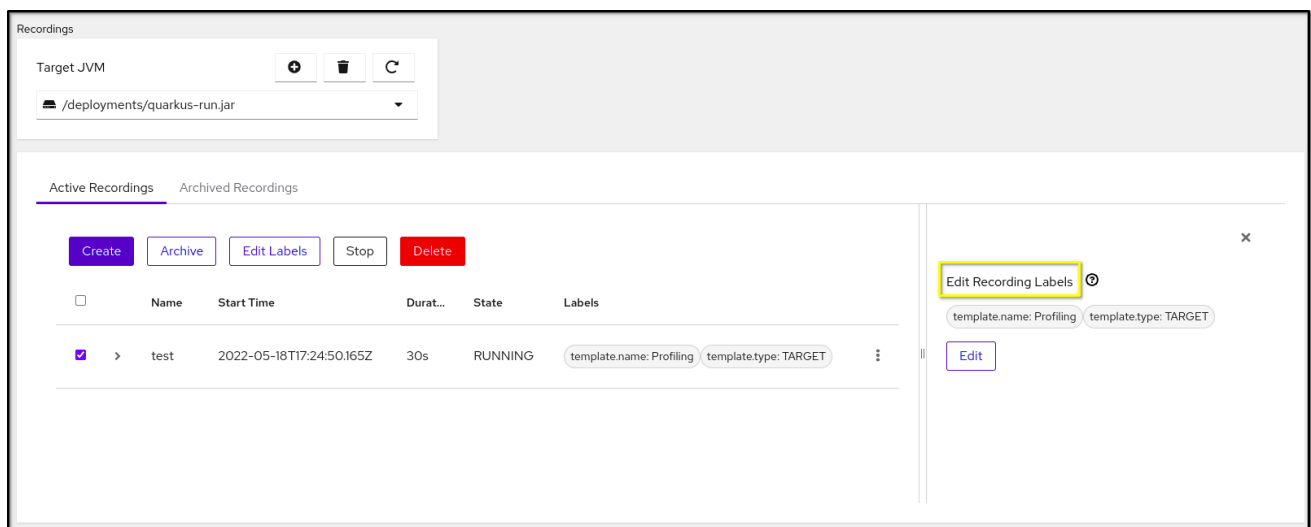 Recordings
Target JVM
/deployments/quarkus-run.jar
Active Recordings Archived Recordings
Create Archive Edit Labels Stop Delete
Name Start Time Durat... State Labels
test 2022-05-18T17:24:50.165Z 30s RUNNING template.name: Profiling template.type: TARGET
Edit Recording Labels
template.name: Profiling template.type: TARGET
Edit